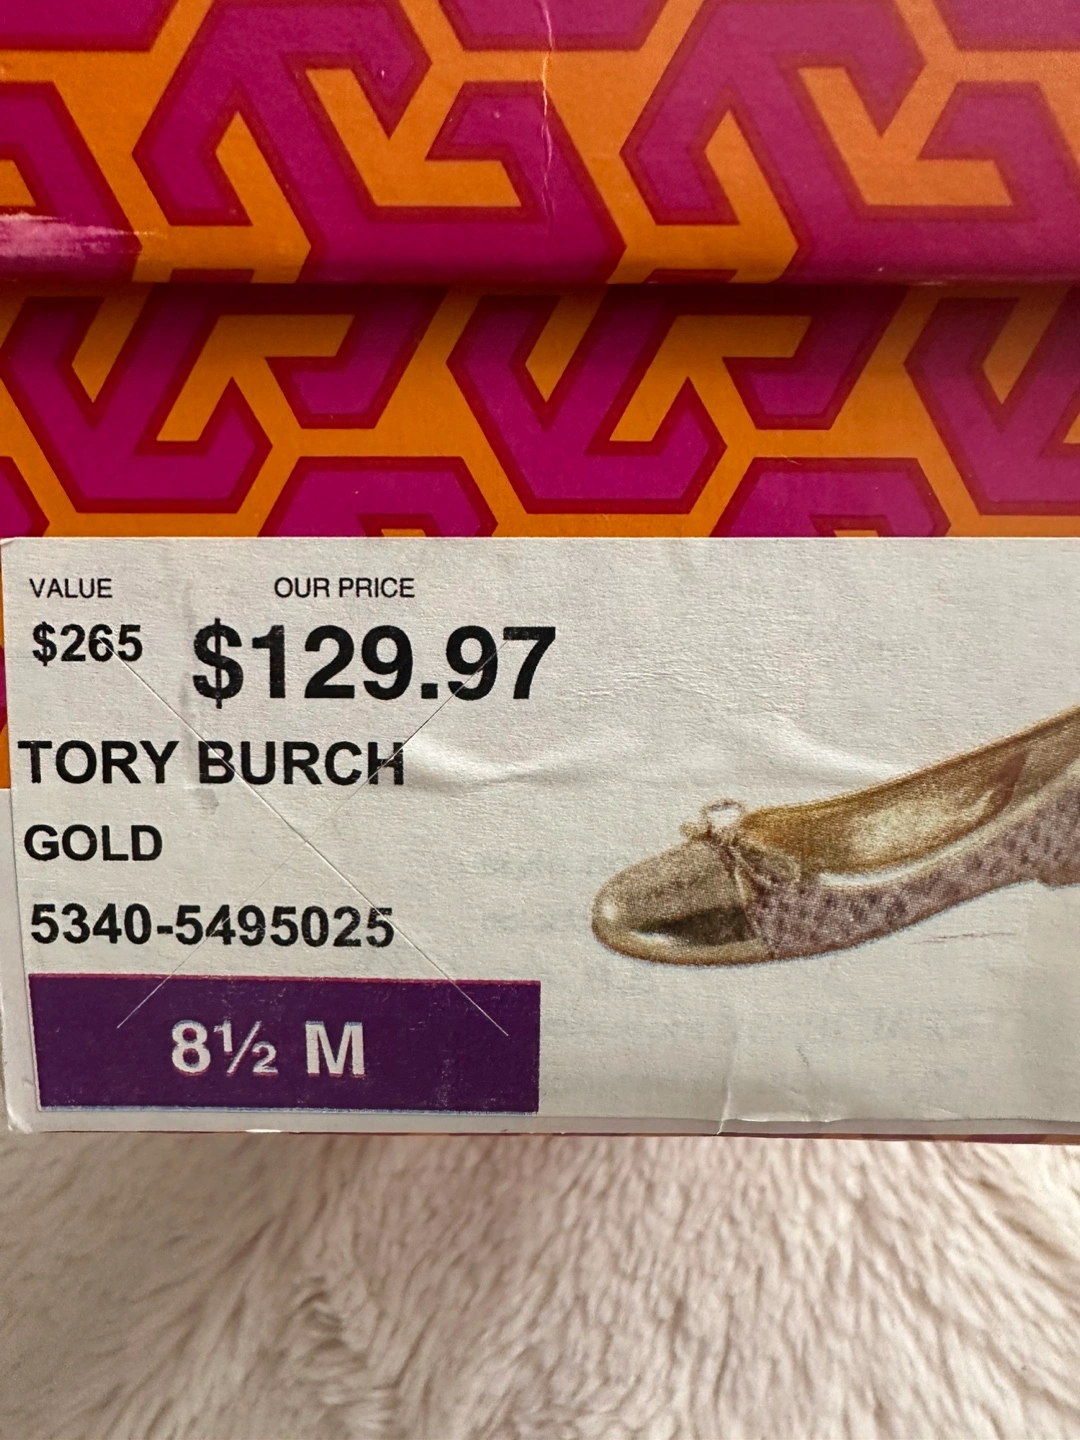 VALUE OUR PRICE
$265 $129.97
TORY BURCH
GOLD
5340-5495025
8½ M